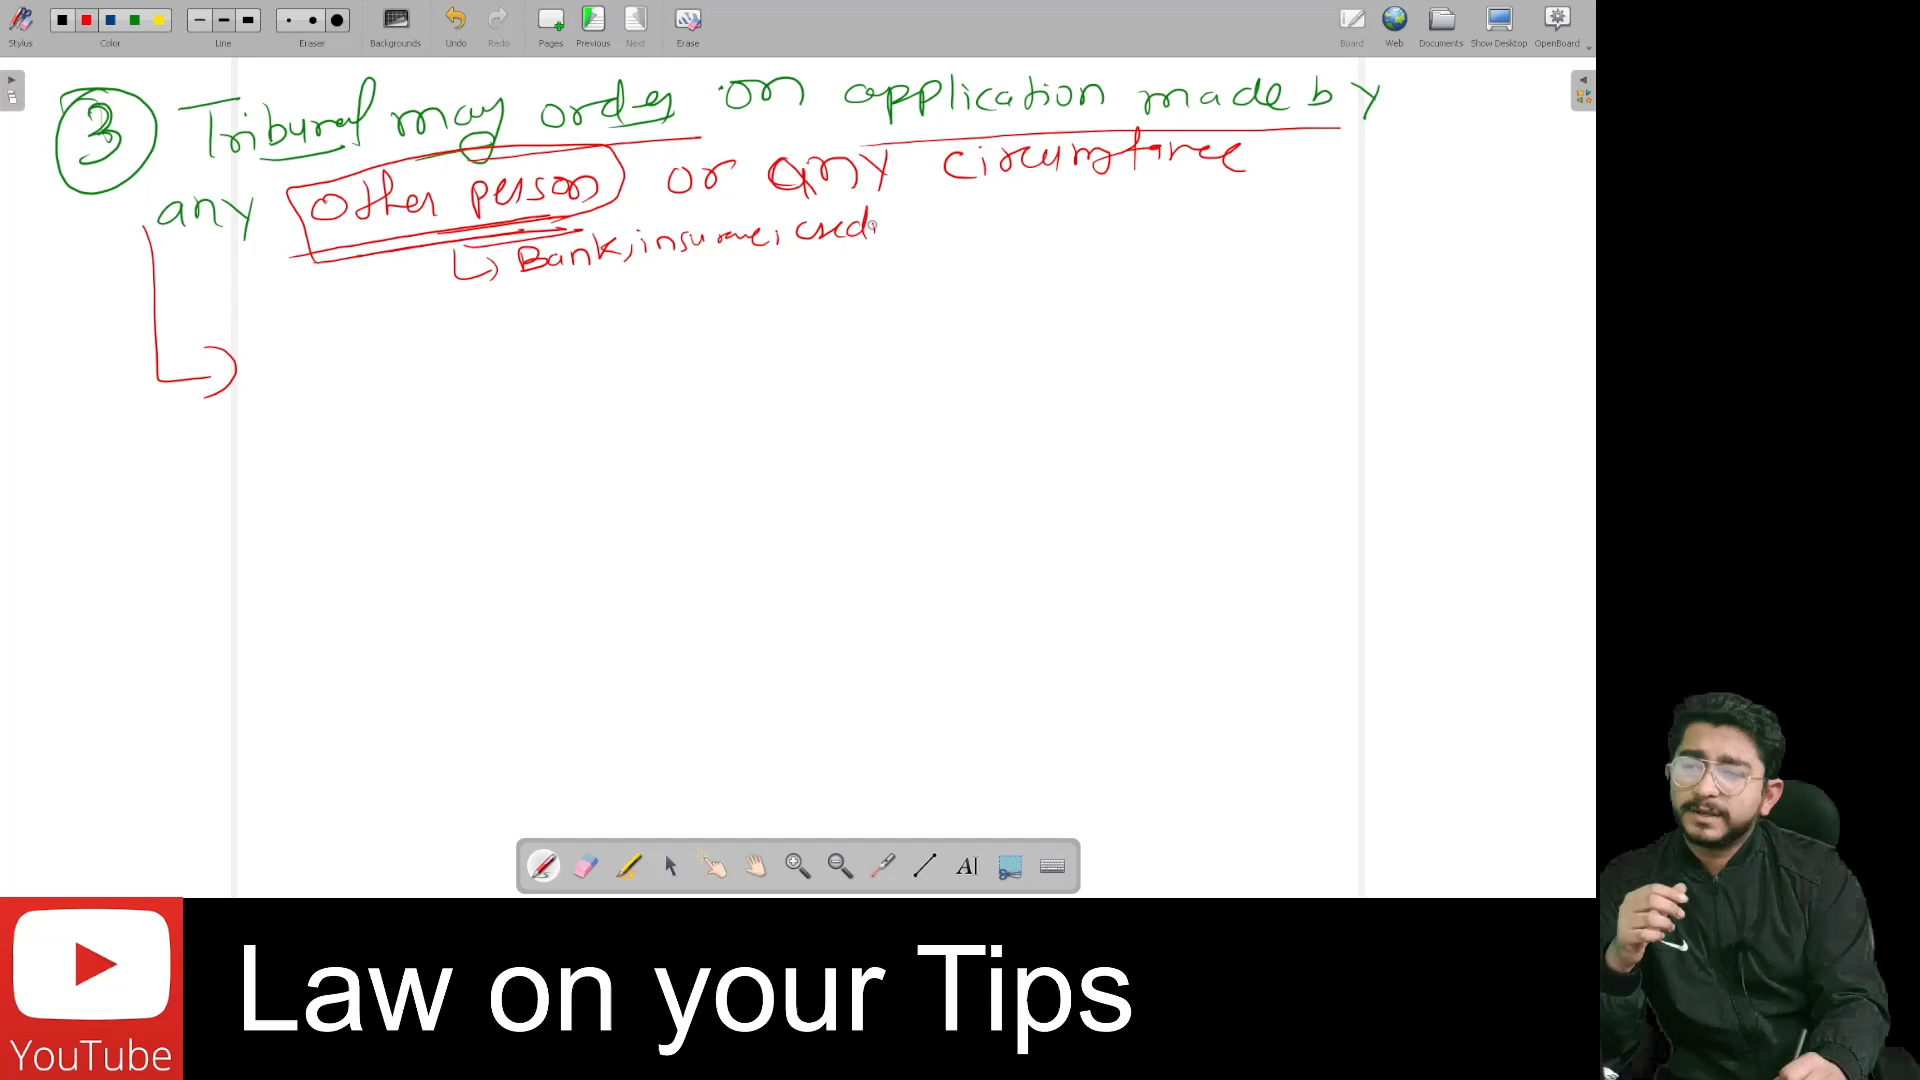 Stylus
Color
Line
Eraser
Backgrounds
Undo
Redo
Pages
Previous
Next
Erase
Board
Web
Documents
Show Desktop
OpenBoard
3 Tribunal may order on application made by
any other person or any circumstance
Bank, insurance, credi
AI
YouTube
Law on your Tips